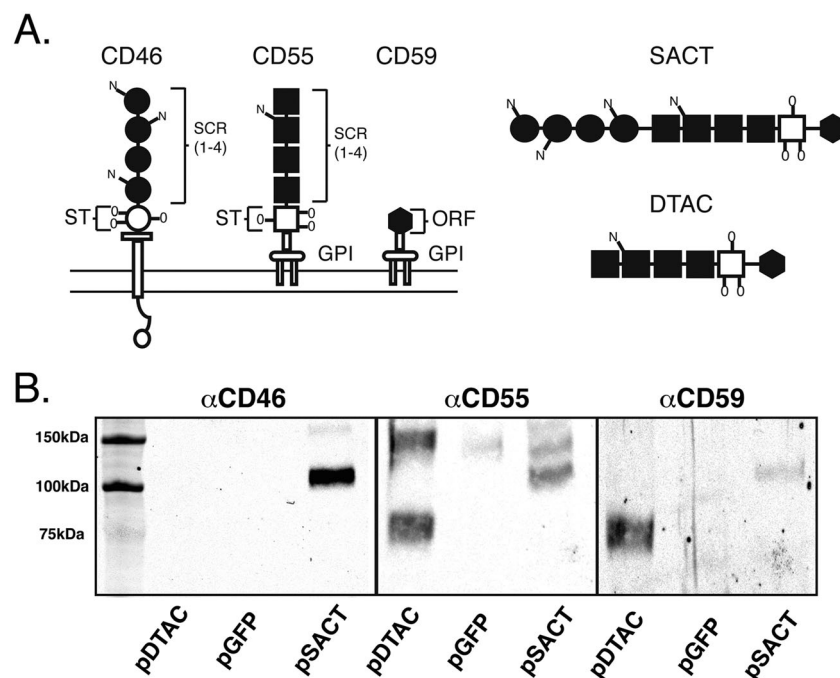 A.
CD46 CD55 CD59 SACT
N N N SCR (1-4) ST O O O
N SCR (1-4) ST O O O GPI
ORF GPI
N N N N O O O
DTAC
N O O O
B.
αCD46 αCD55 αCD59
150kDa
100kDa
75kDa
pDTAC pGFP pSACT pDTAC pGFP pSACT pDTAC pGFP pSACT